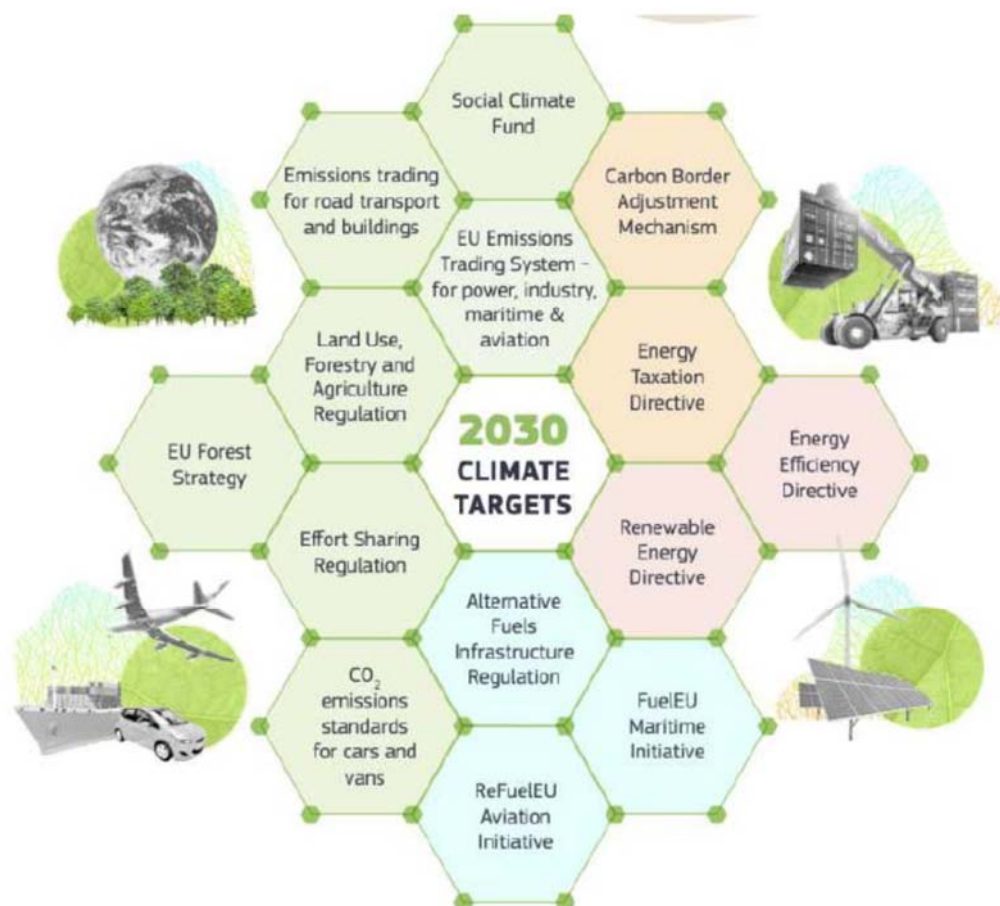 Social Climate
Fund
Emissions trading
for road transport
and buildings
Carbon Border
Adjustment
Mechanism
EU Emissions
Trading System –
for power, industry,
maritime &
aviation
Land Use,
Forestry and
Agriculture
Regulation
Energy
Taxation
Directive
2030
CLIMATE
TARGETS
EU Forest
Strategy
Energy
Efficiency
Directive
Effort Sharing
Regulation
Renewable
Energy
Directive
Alternative
Fuels
Infrastructure
Regulation
CO₂
emissions
standards
for cars and
vans
FuelEU
Maritime
Initiative
ReFuelEU
Aviation
Initiative